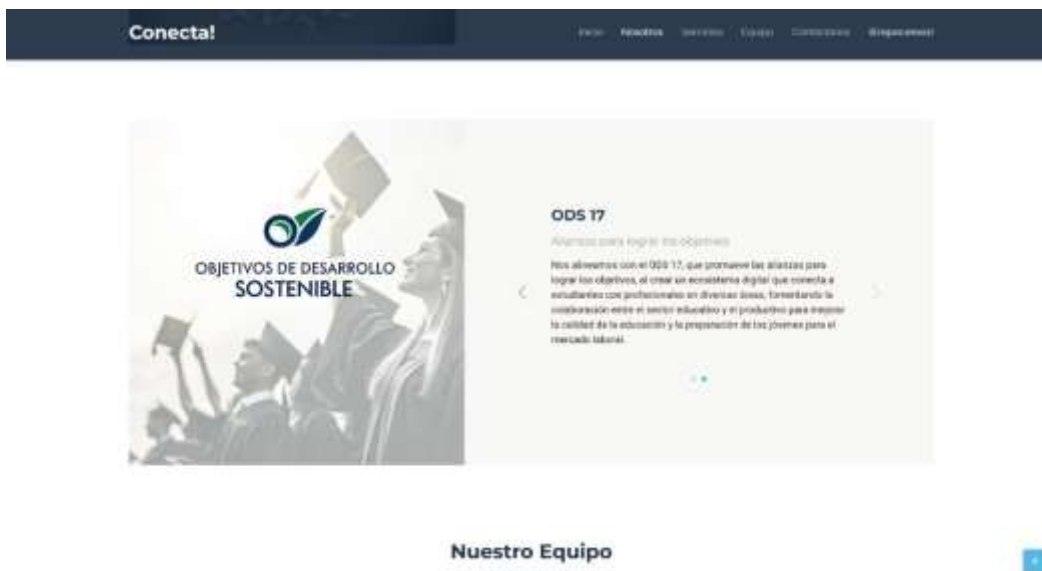 Conecta!
Inicio Nosotros Servicios Equipo Contáctanos
OBJETIVOS DE DESARROLLO
SOSTENIBLE
ODS 17
Alianzas para lograr los objetivos
Nos alineamos con el ODS 17, que promueve las alianzas para
lograr los objetivos, al crear un ecosistema digital que conecta a
estudiantes con profesionales en diversas áreas, fomentando la
colaboración entre el sector educativo y el productivo para mejorar
la calidad de la educación y la preparación de los jóvenes para el
mercado laboral.
Nuestro Equipo